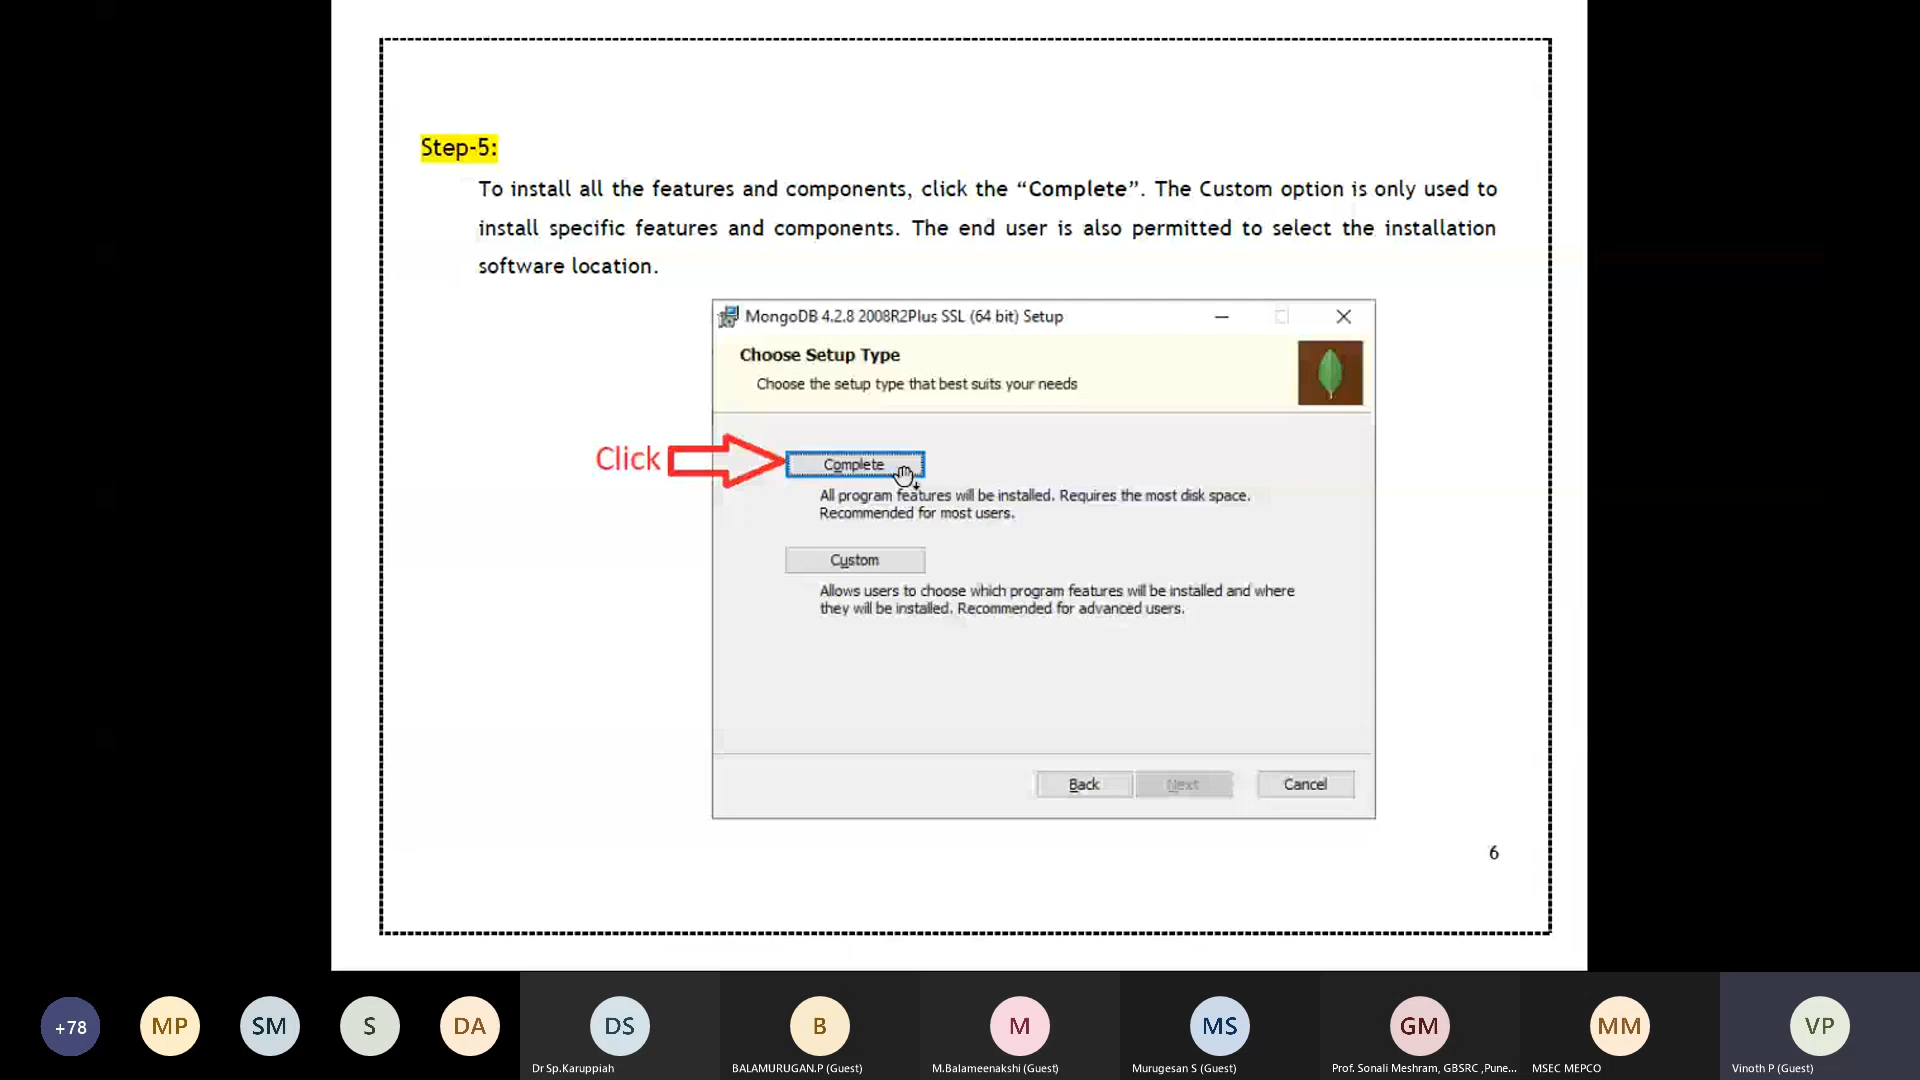 Step-5:
To install all the features and components, click the “Complete”. The Custom option is only used to
install specific features and components. The end user is also permitted to select the installation
software location.
MongoDB 4.2.8 2008R2Plus SSL (64 bit) Setup
Choose Setup Type
Choose the setup type that best suits your needs
Click
Complete
All program features will be installed. Requires the most disk space.
Recommended for most users.
Custom
Allows users to choose which program features will be installed and where
they will be installed. Recommended for advanced users.
Back Next Cancel
6
+78 MP SM S DA DS B M MS GM MM VP
Dr Sp.Karuppiah BALAMURUGAN.P (Guest) M.Balameenakshi (Guest) Murugesan S (Guest) Prof. Sonali Meshram, GBSRC ,Pune... MSEC MEPCO Vinoth P (Guest)